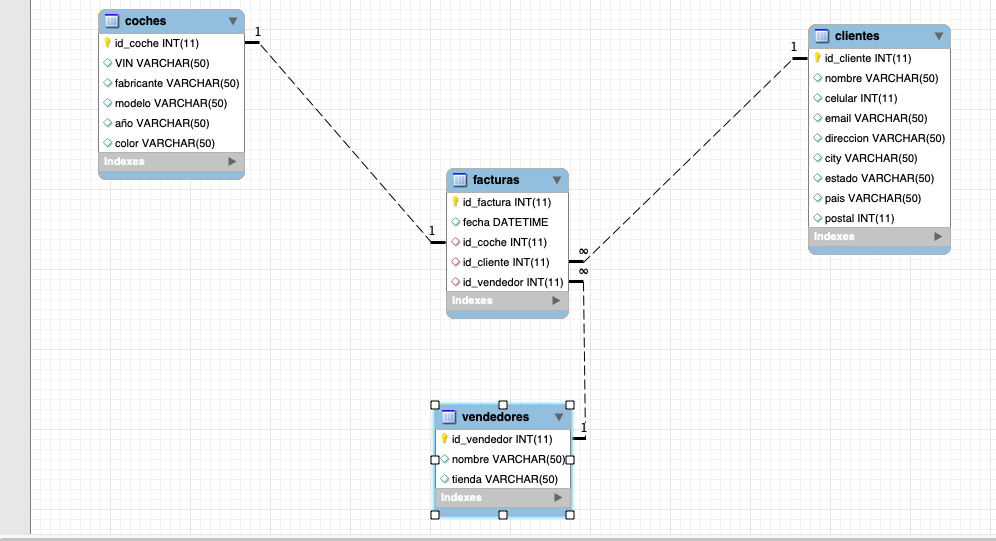 coches
1
id_coche INT(11)
VIN VARCHAR(50)
fabricante VARCHAR(50)
modelo VARCHAR(50)
año VARCHAR(50)
color VARCHAR(50)
Indexes
clientes
1
id_cliente INT(11)
nombre VARCHAR(50)
celular INT(11)
email VARCHAR(50)
direccion VARCHAR(50)
city VARCHAR(50)
estado VARCHAR(50)
pais VARCHAR(50)
postal INT(11)
Indexes
facturas
id_factura INT(11)
fecha DATETIME
1
id_coche INT(11)
∞
id_cliente INT(11)
∞
id_vendedor INT(11)
Indexes
vendedores
1
id_vendedor INT(11)
nombre VARCHAR(50)
tienda VARCHAR(50)
Indexes